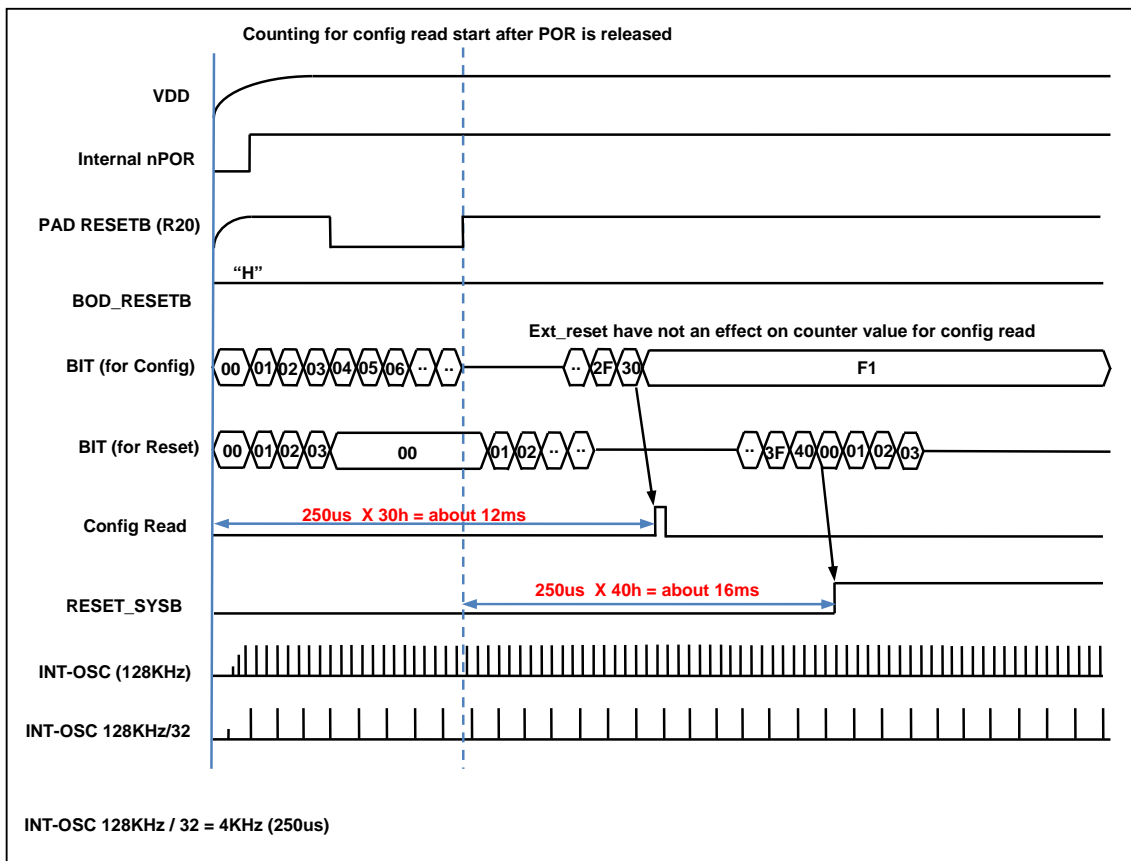 Counting for config read start after POR is released
VDD
Internal nPOR
PAD RESETB (R20)
“H”
BOD_RESETB
Ext_reset have not an effect on counter value for config read
BIT (for Config) 00 01 02 03 04 05 06 ·· ·· ·· 2F 30 F1
BIT (for Reset) 00 01 02 03 00 01 02 ·· ·· ·· 3F 40 00 01 02 03
250us X 30h = about 12ms
Config Read
250us X 40h = about 16ms
RESET_SYSB
INT-OSC (128KHz)
INT-OSC 128KHz/32
INT-OSC 128KHz / 32 = 4KHz (250us)